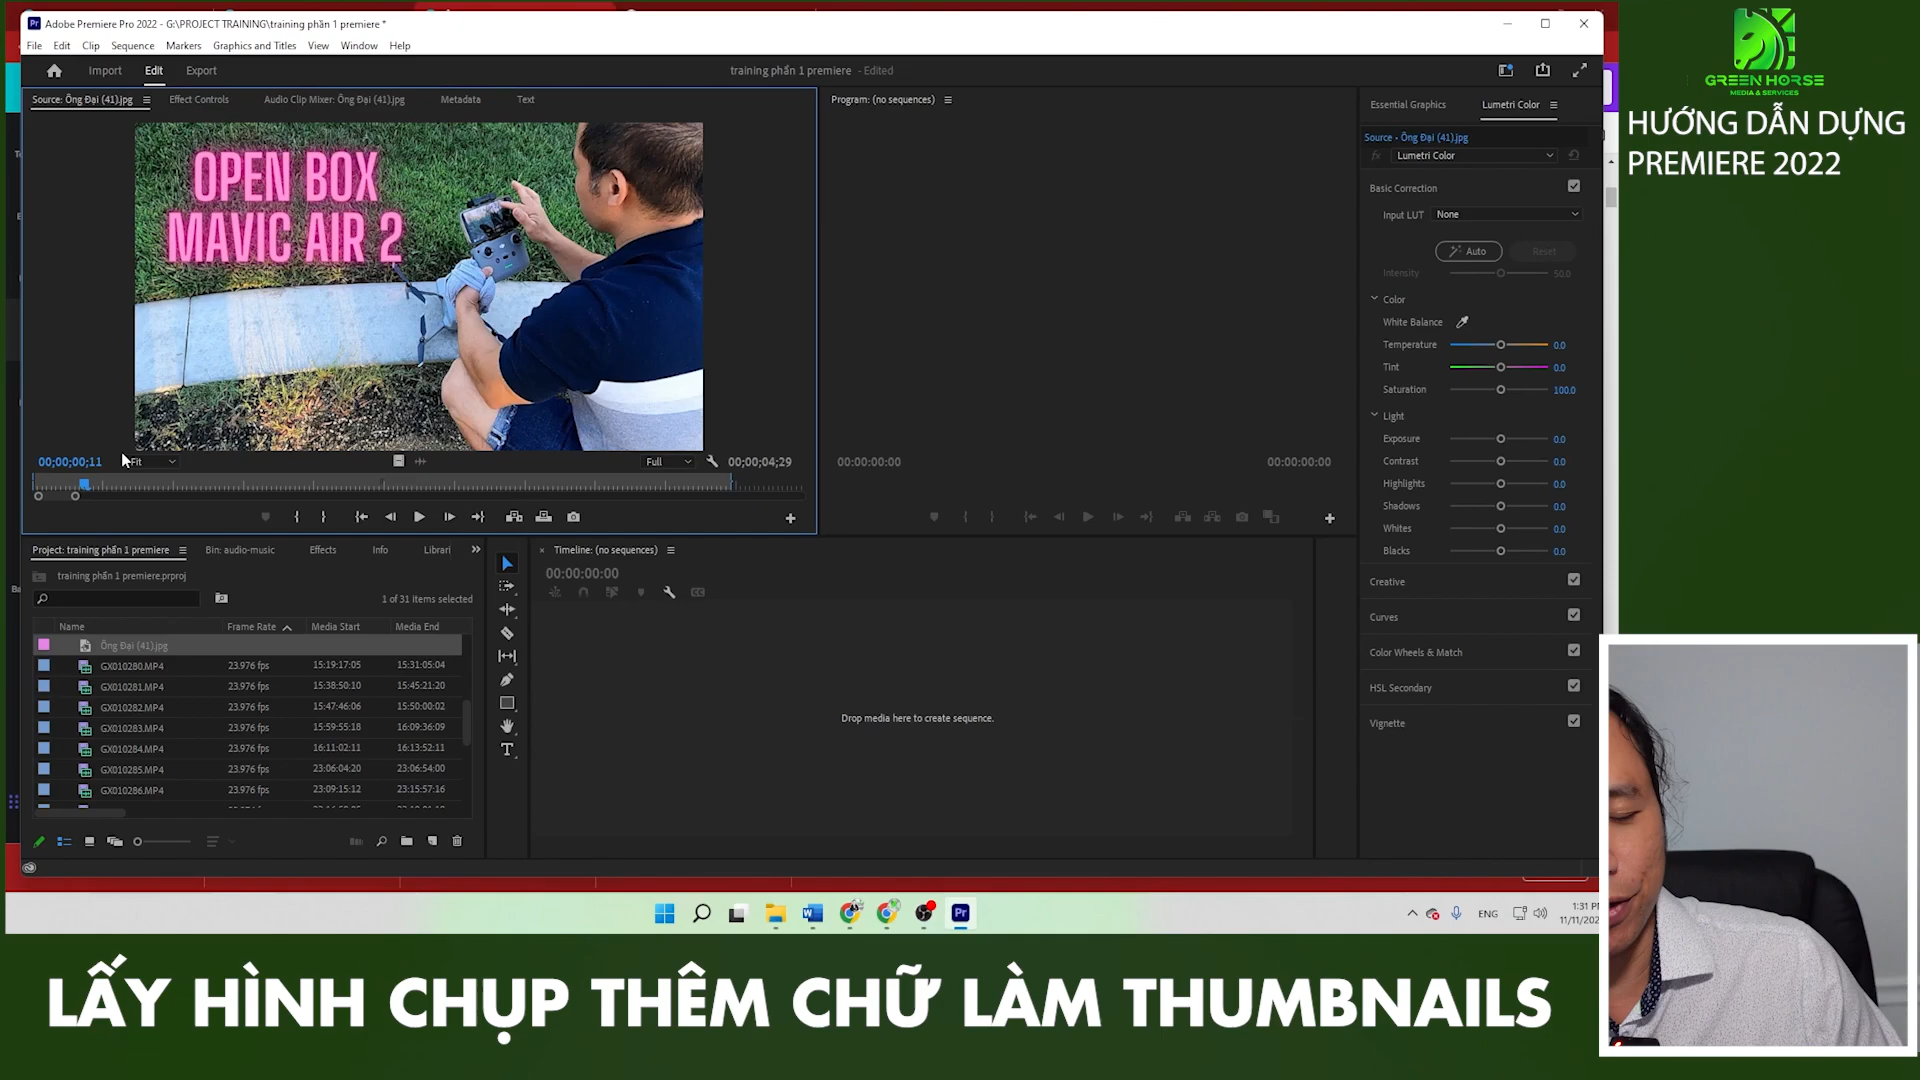 Adobe Premiere Pro 2022 - G:\PROJECT TRAINING\training phần 1 premiere *
File Edit Clip Sequence Markers Graphics and Titles View Window Help
Import Edit Export
training phần 1 premiere - Edited
GREEN HORSE
MEDIA & SERVICES
HƯỚNG DẪN DỰNG
PREMIERE 2022
Source: Ông Đại (41).jpg Effect Controls Audio Clip Mixer: Ông Đại (41).jpg Metadata Text
OPEN BOX
MAVIC AIR 2
00;00;00;11 Fit Full 00;00;04;29
Program: (no sequences)
00:00:00:00 00:00:00:00
Essential Graphics Lumetri Color
Source • Ông Đại (41).jpg
fx Lumetri Color
Basic Correction
Input LUT None
Auto Reset
Intensity 50.0
Color
White Balance
Temperature 0.0
Tint 0.0
Saturation 100.0
Light
Exposure 0.0
Contrast 0.0
Highlights 0.0
Shadows 0.0
Whites 0.0
Blacks 0.0
Creative
Curves
Color Wheels & Match
HSL Secondary
Vignette
Project: training phần 1 premiere Bin: audio-music Effects Info Librari
training phần 1 premiere.prproj
1 of 31 items selected
Name Frame Rate Media Start Media End
Ông Đại (41).jpg
GX010280.MP4 23.976 fps 15:19:17:05 15:31:05:04
GX010281.MP4 23.976 fps 15:38:50:10 15:45:21:20
GX010282.MP4 23.976 fps 15:47:46:06 15:50:00:02
GX010283.MP4 23.976 fps 15:59:55:18 16:09:36:09
GX010284.MP4 23.976 fps 16:11:02:11 16:13:52:11
GX010285.MP4 23.976 fps 23:06:04:20 23:06:54:00
GX010286.MP4 23.976 fps 23:09:15:12 23:15:57:16
Timeline: (no sequences)
00:00:00:00
Drop media here to create sequence.
ENG
1:31 PM
LẤY HÌNH CHỤP THÊM CHỮ LÀM THUMBNAILS